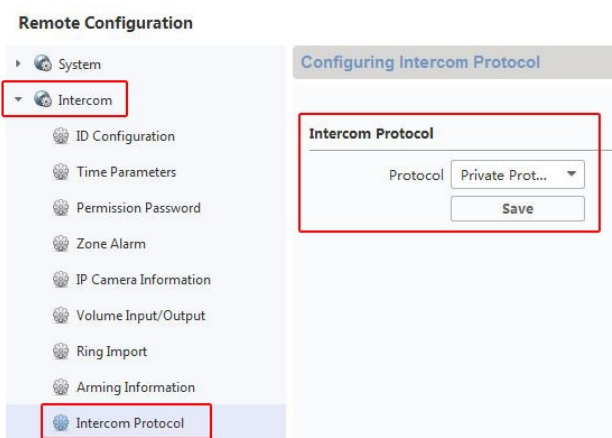 Remote Configuration
System
Configuring Intercom Protocol
Intercom
ID Configuration
Intercom Protocol
Time Parameters
Protocol Private Prot...
Permission Password
Save
Zone Alarm
IP Camera Information
Volume Input/Output
Ring Import
Arming Information
Intercom Protocol